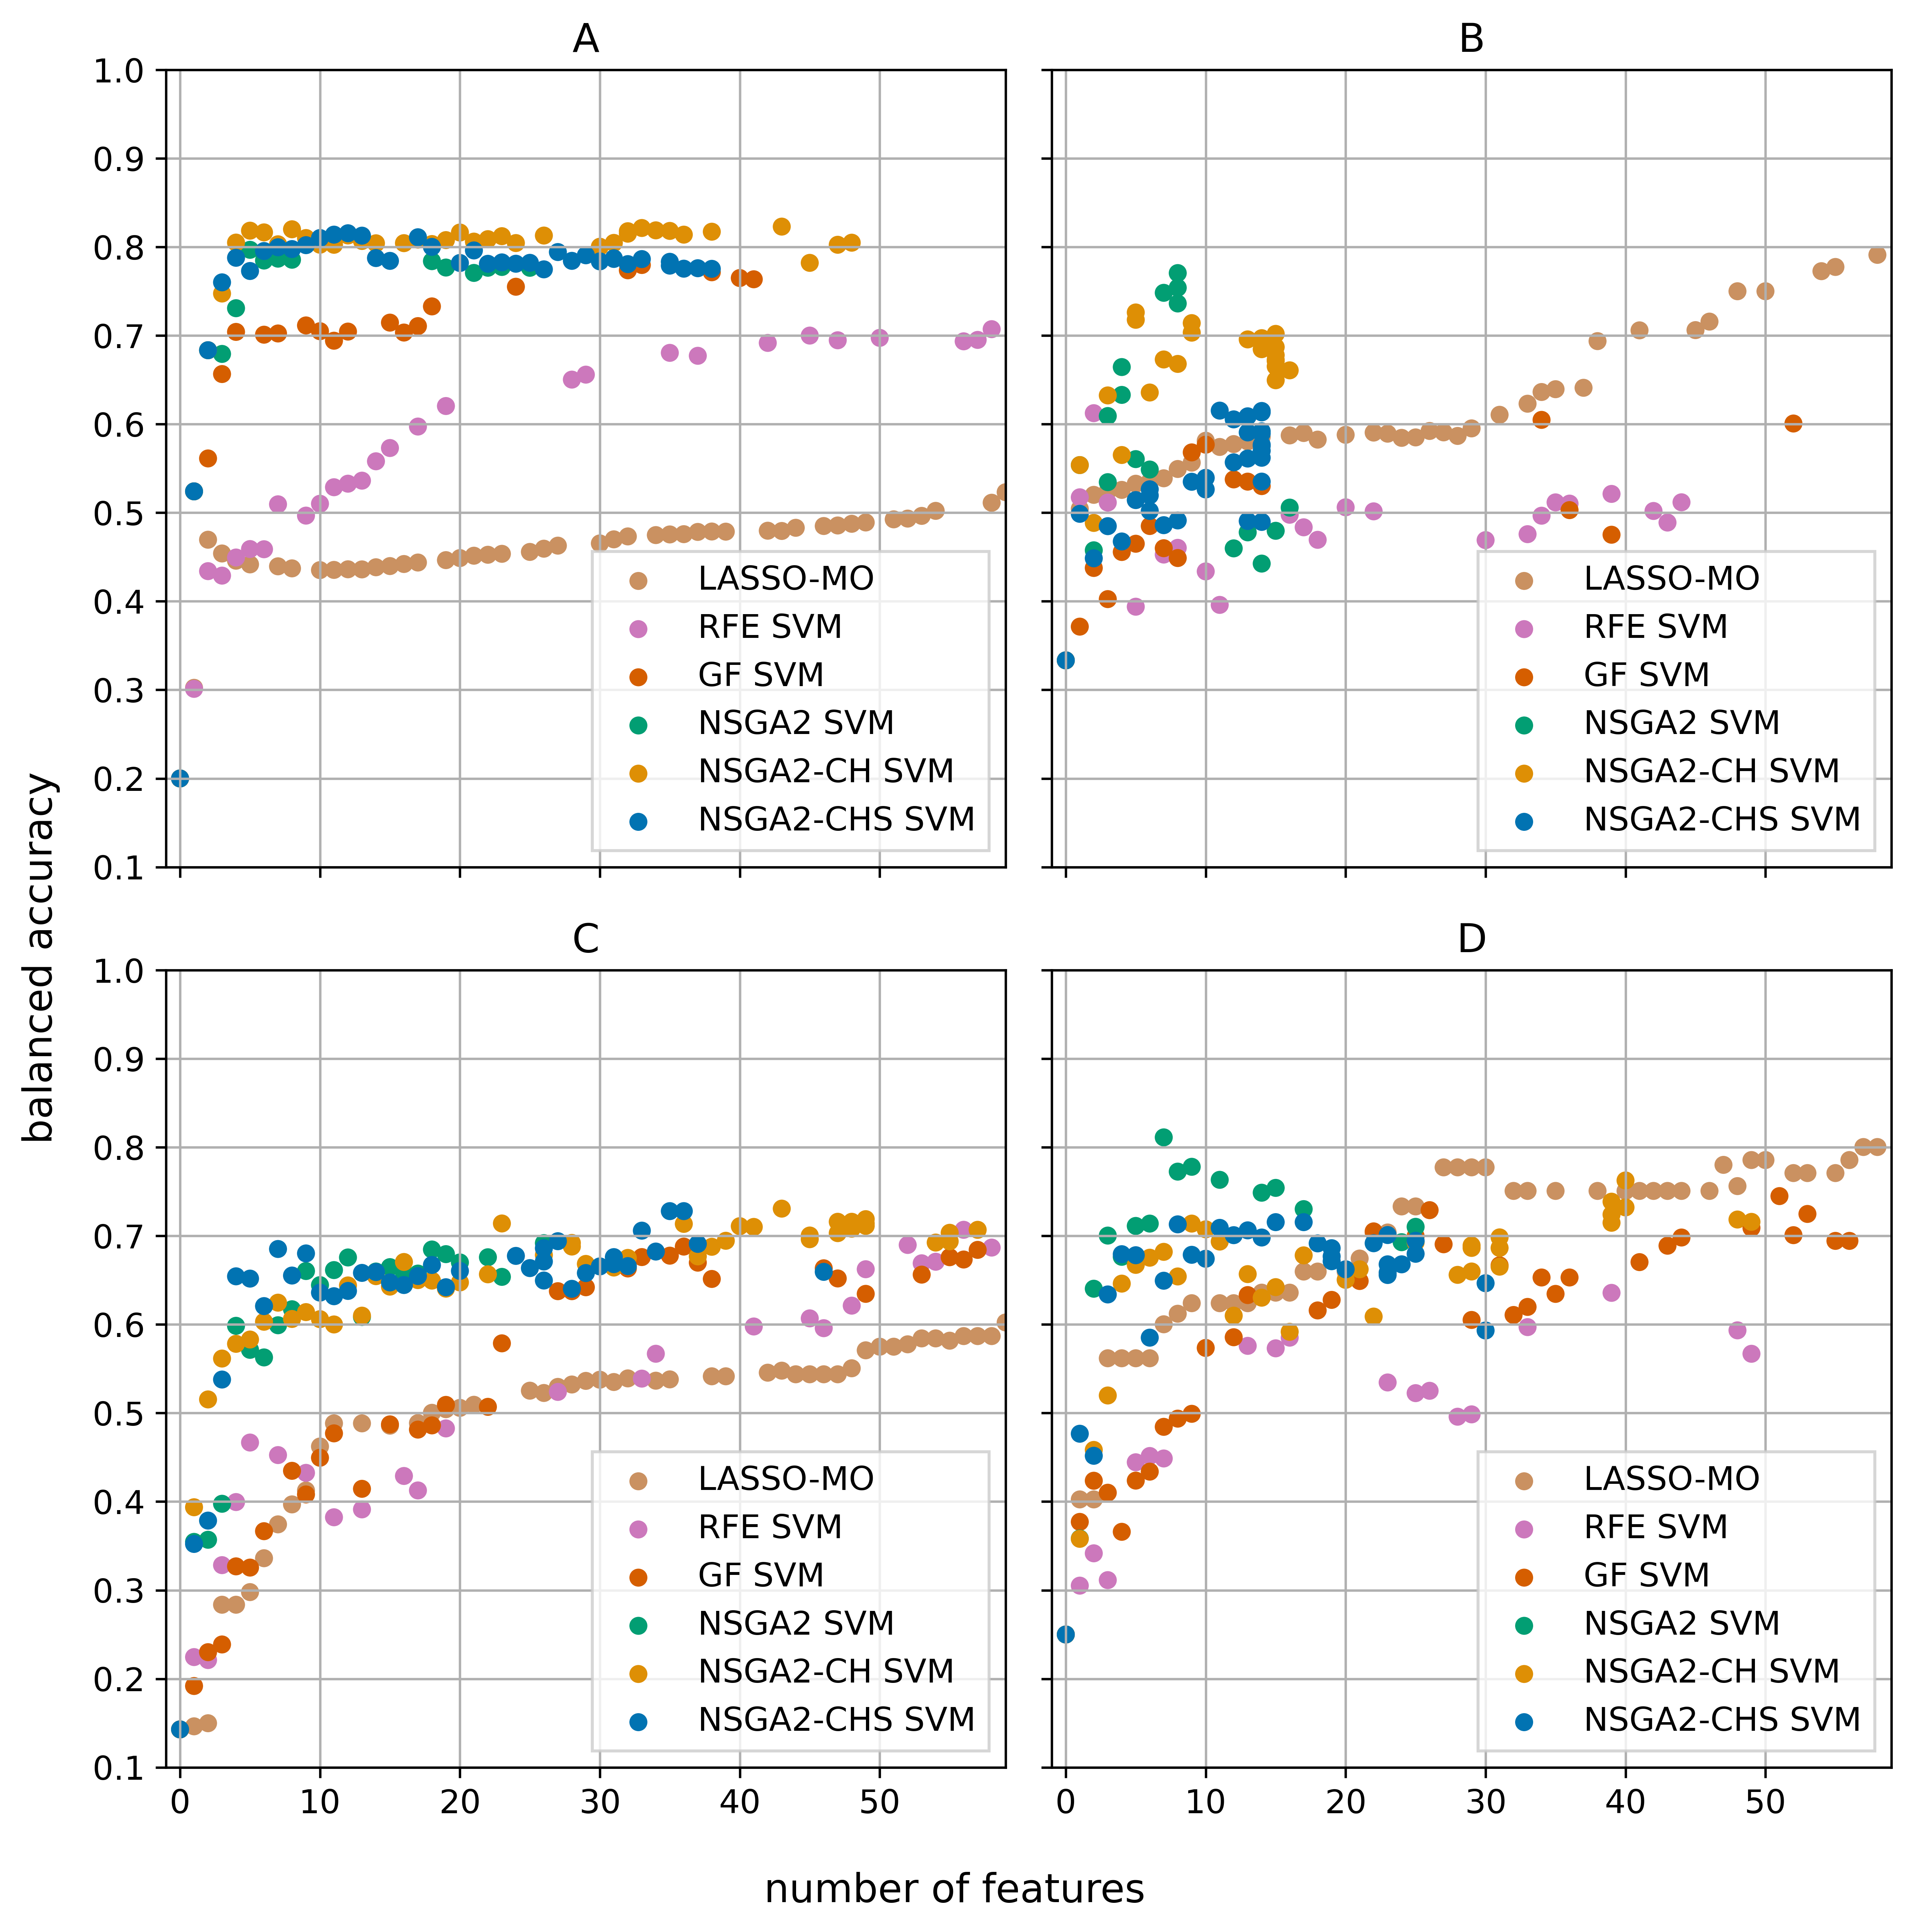 A
B
1.0
0.9
0.8
0.7
0.6
0.5
0.4
0.3
0.2
0.1
LASSO-MO
RFE SVM
GF SVM
NSGA2 SVM
NSGA2-CH SVM
NSGA2-CHS SVM
LASSO-MO
RFE SVM
GF SVM
NSGA2 SVM
NSGA2-CH SVM
NSGA2-CHS SVM
balanced accuracy
C
D
1.0
0.9
0.8
0.7
0.6
0.5
0.4
0.3
0.2
0.1
LASSO-MO
RFE SVM
GF SVM
NSGA2 SVM
NSGA2-CH SVM
NSGA2-CHS SVM
LASSO-MO
RFE SVM
GF SVM
NSGA2 SVM
NSGA2-CH SVM
NSGA2-CHS SVM
0 10 20 30 40 50
0 10 20 30 40 50
number of features